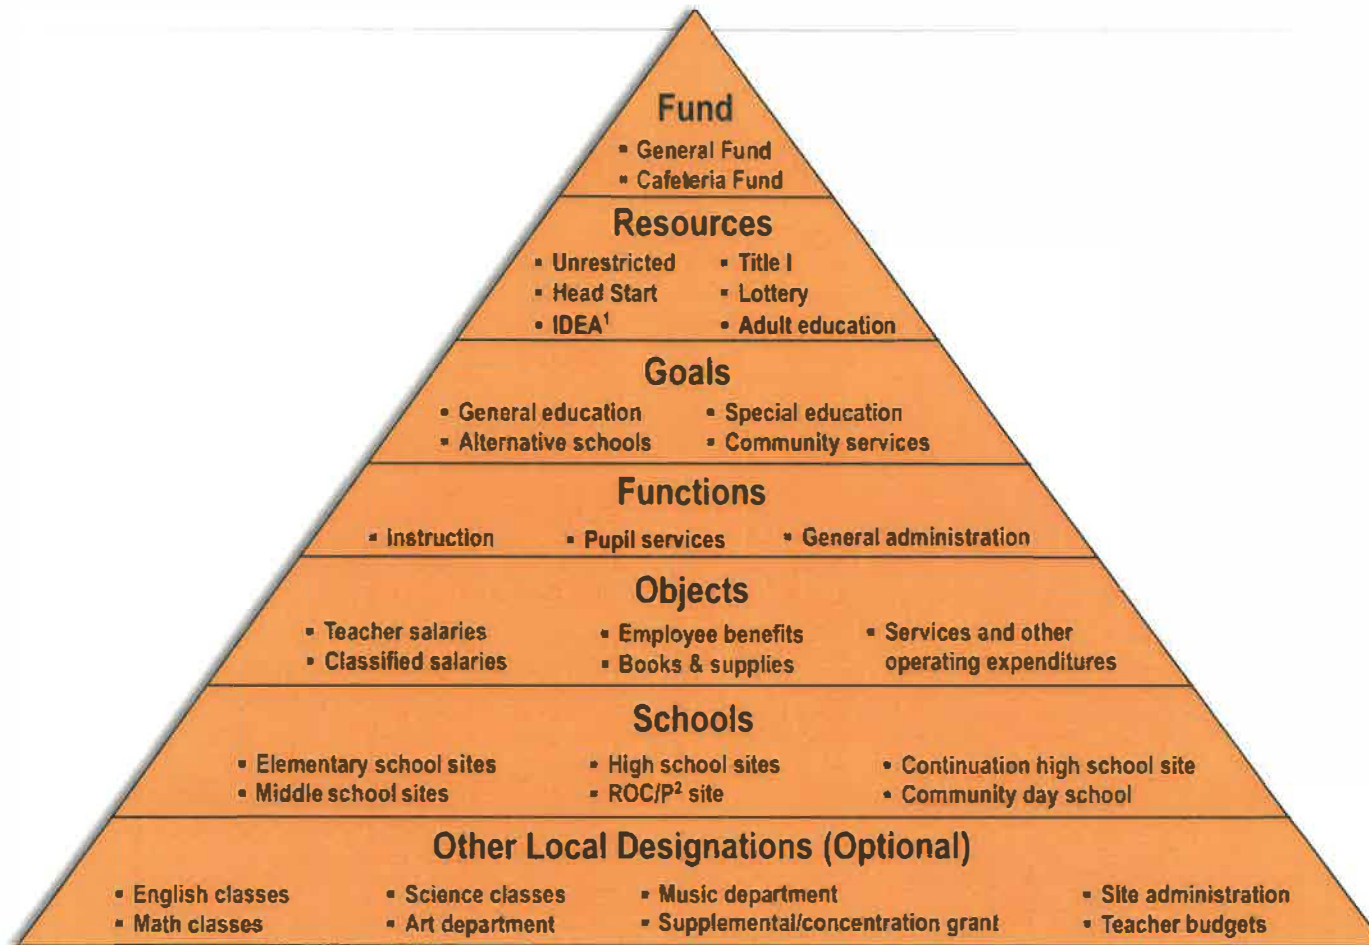 Fund
▪ General Fund
▪ Cafeteria Fund
Resources
▪ Unrestricted ▪ Title I
▪ Head Start ▪ Lottery
▪ IDEA¹ ▪ Adult education
Goals
▪ General education ▪ Special education
▪ Alternative schools ▪ Community services
Functions
▪ Instruction ▪ Pupil services ▪ General administration
Objects
▪ Teacher salaries ▪ Employee benefits ▪ Services and other
▪ Classified salaries ▪ Books & supplies operating expenditures
Schools
▪ Elementary school sites ▪ High school sites ▪ Continuation high school site
▪ Middle school sites ▪ ROC/P² site ▪ Community day school
Other Local Designations (Optional)
▪ English classes ▪ Science classes ▪ Music department ▪ Site administration
▪ Math classes ▪ Art department ▪ Supplemental/concentration grant ▪ Teacher budgets